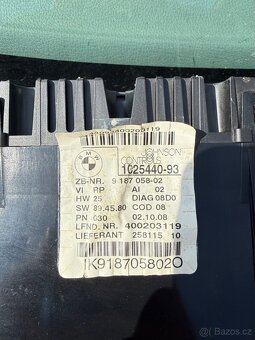 400203119
BMW
JOHNSON
CONTROLS
1025440-93
ZB-NR. 9 187 058-02
VI RP AI 02
HW 25 DIAG 08D0
SW 89.45.80 COD 08
PN 030 02.10.08
LFND. NR. 400203119
LIEFERANT 258115 10
K9187058020
Bazos.cz